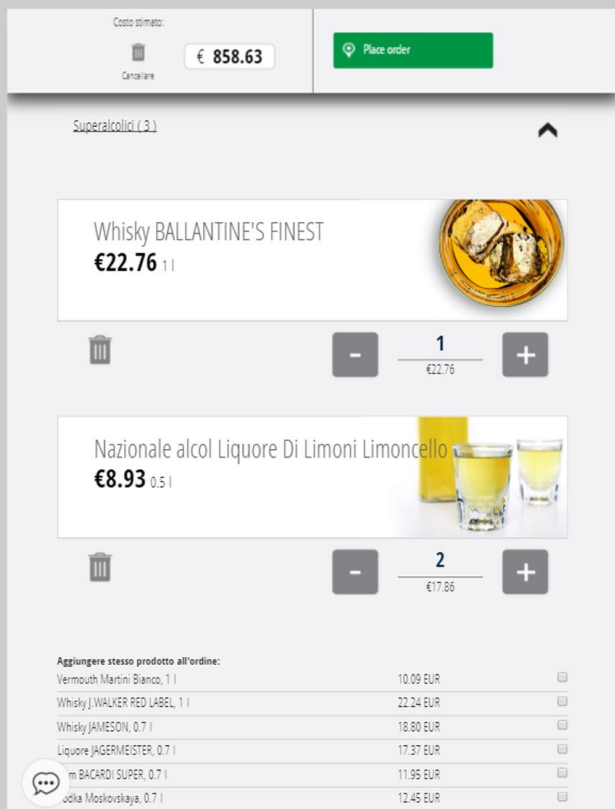 Costo stimato:
€ 858.63
Cancellare
Place order
Superalcolici ( 3 )
Whisky BALLANTINE'S FINEST
€22.76 1 l
- 1 +
€22.76
Nazionale alcol Liquore Di Limoni Limoncello
€8.93 0.5 l
- 2 +
€17.86
Aggiungere stesso prodotto all'ordine:
Vermouth Martini Bianco, 1 l 10.09 EUR
Whisky J.WALKER RED LABEL, 1 l 22.24 EUR
Whisky JAMESON, 0.7 l 18.80 EUR
Liquore JAGERMEISTER, 0.7 l 17.37 EUR
m BACARDI SUPER, 0.7 l 11.95 EUR
odka Moskovskaya, 0.7 l 12.45 EUR